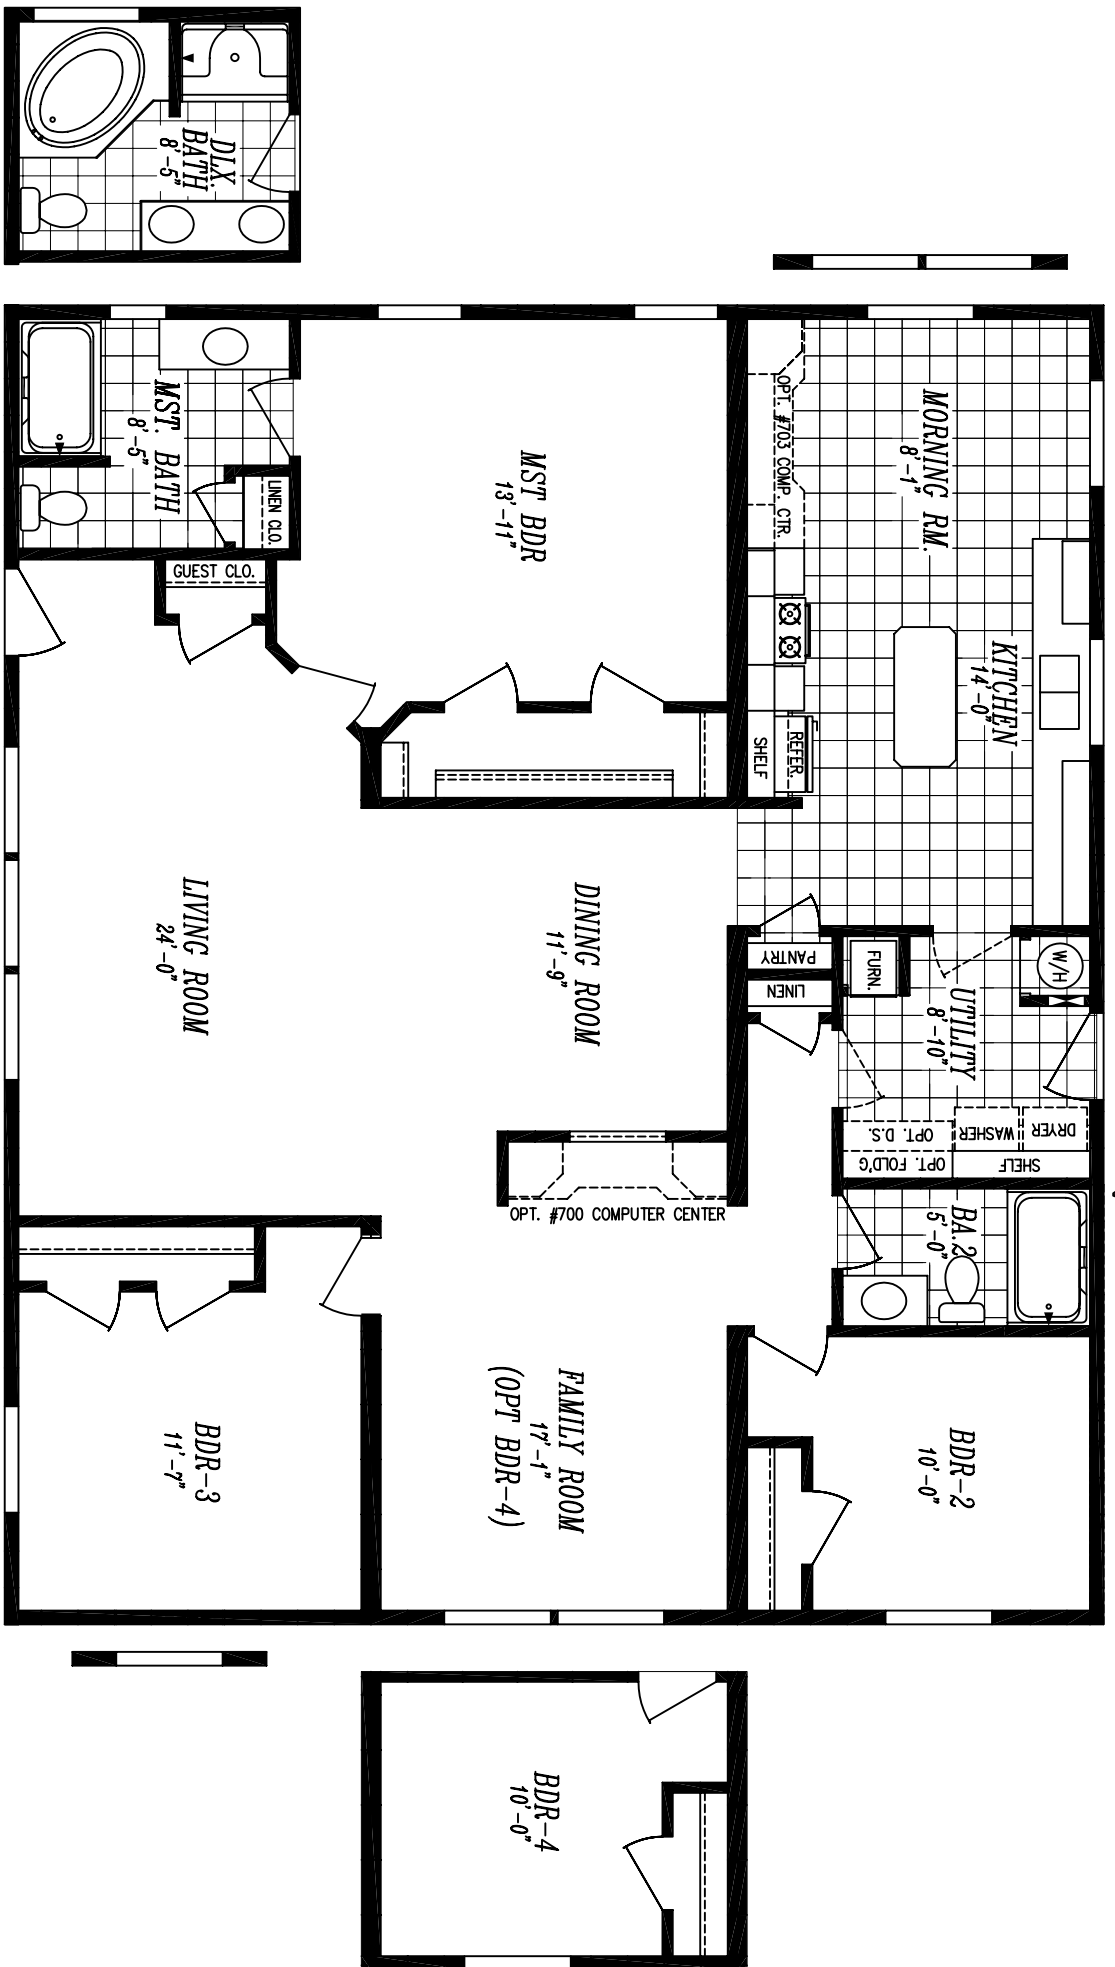 DLX.
BATH
8'-5"
MST. BATH
8'-5"
LINEN CLO.
GUEST CLO.
MST BDR
13'-11"
OPT. #703 COMP. CTR.
MORNING RM.
8'-1"
KITCHEN
14'-0"
REFER.
SHELF
LIVING ROOM
24'-0"
DINING ROOM
11'-9"
PANTRY
LINEN
FURN.
W/H
UTILITY
8'-10"
OPT. D.S.
WASHER
DRYER
OPT. FOLD'G
SHELF
BA.2
5'-0"
OPT. #700 COMPUTER CENTER
BDR-3
11'-7"
FAMILY ROOM
17'-1"
(OPT BDR-4)
BDR-2
10'-0"
BDR-4
10'-0"